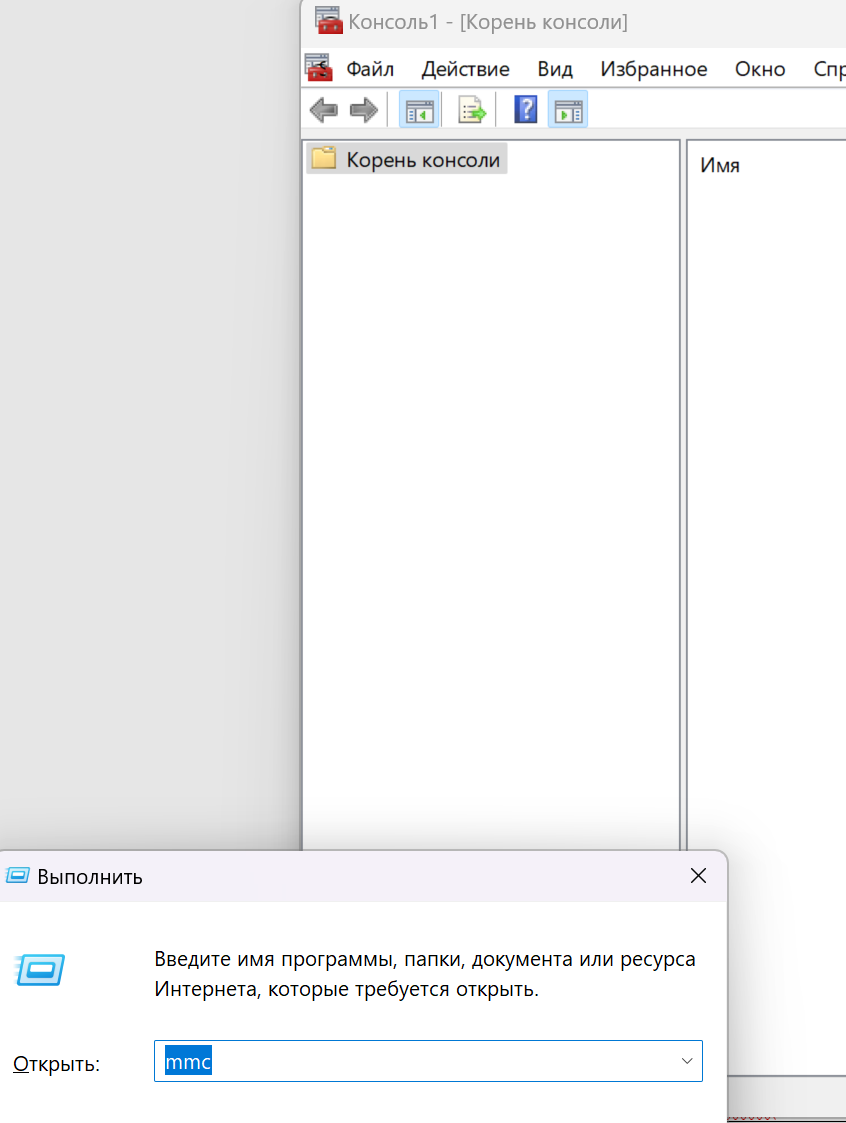 Консоль1 - [Корень консоли]
Файл Действие Вид Избранное Окно
Корень консоли
Имя
Выполнить
Введите имя программы, папки, документа или ресурса
Интернета, которые требуется открыть.
Открыть: mmc